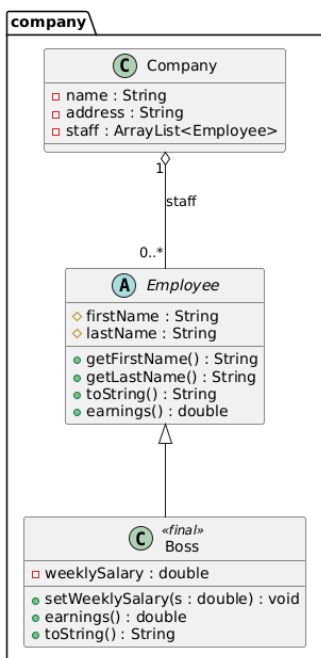 company
C Company
name : String
address : String
staff : ArrayList<Employee>
1
staff
0..*
A Employee
firstName : String
lastName : String
getFirstName() : String
getLastName() : String
toString() : String
earnings() : double
«final»
C Boss
weeklySalary : double
setWeeklySalary(s : double) : void
earnings() : double
toString() : String